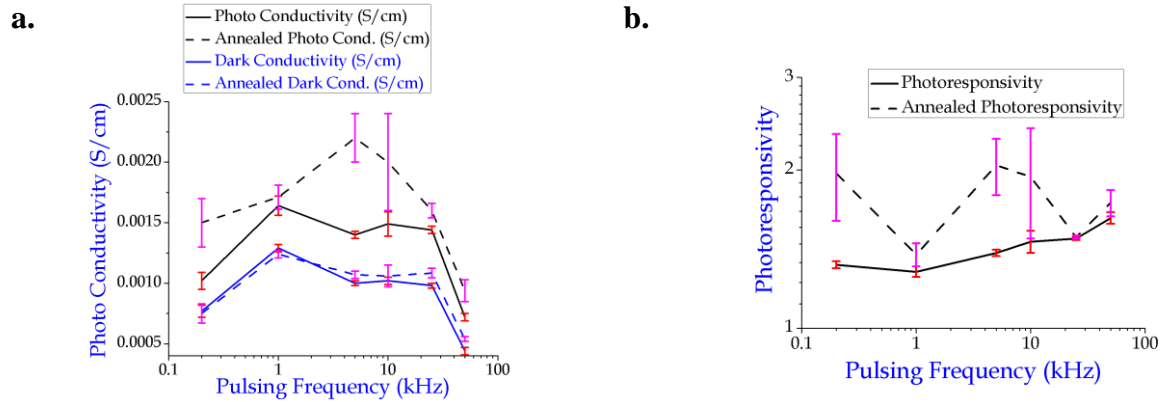 a.
Photo Conductivity (S/cm)
Annealed Photo Cond. (S/cm)
Dark Conductivity (S/cm)
Annealed Dark Cond. (S/cm)
Photo Conductivity (S/cm)
0.0025
0.0020
0.0015
0.0010
0.0005
0.1
1
10
100
Pulsing Frequency (kHz)
b.
Photoresponsivity
Annealed Photoresponsivity
Photoresponsivity
3
2
1
0.1
1
10
100
Pulsing Frequency (kHz)